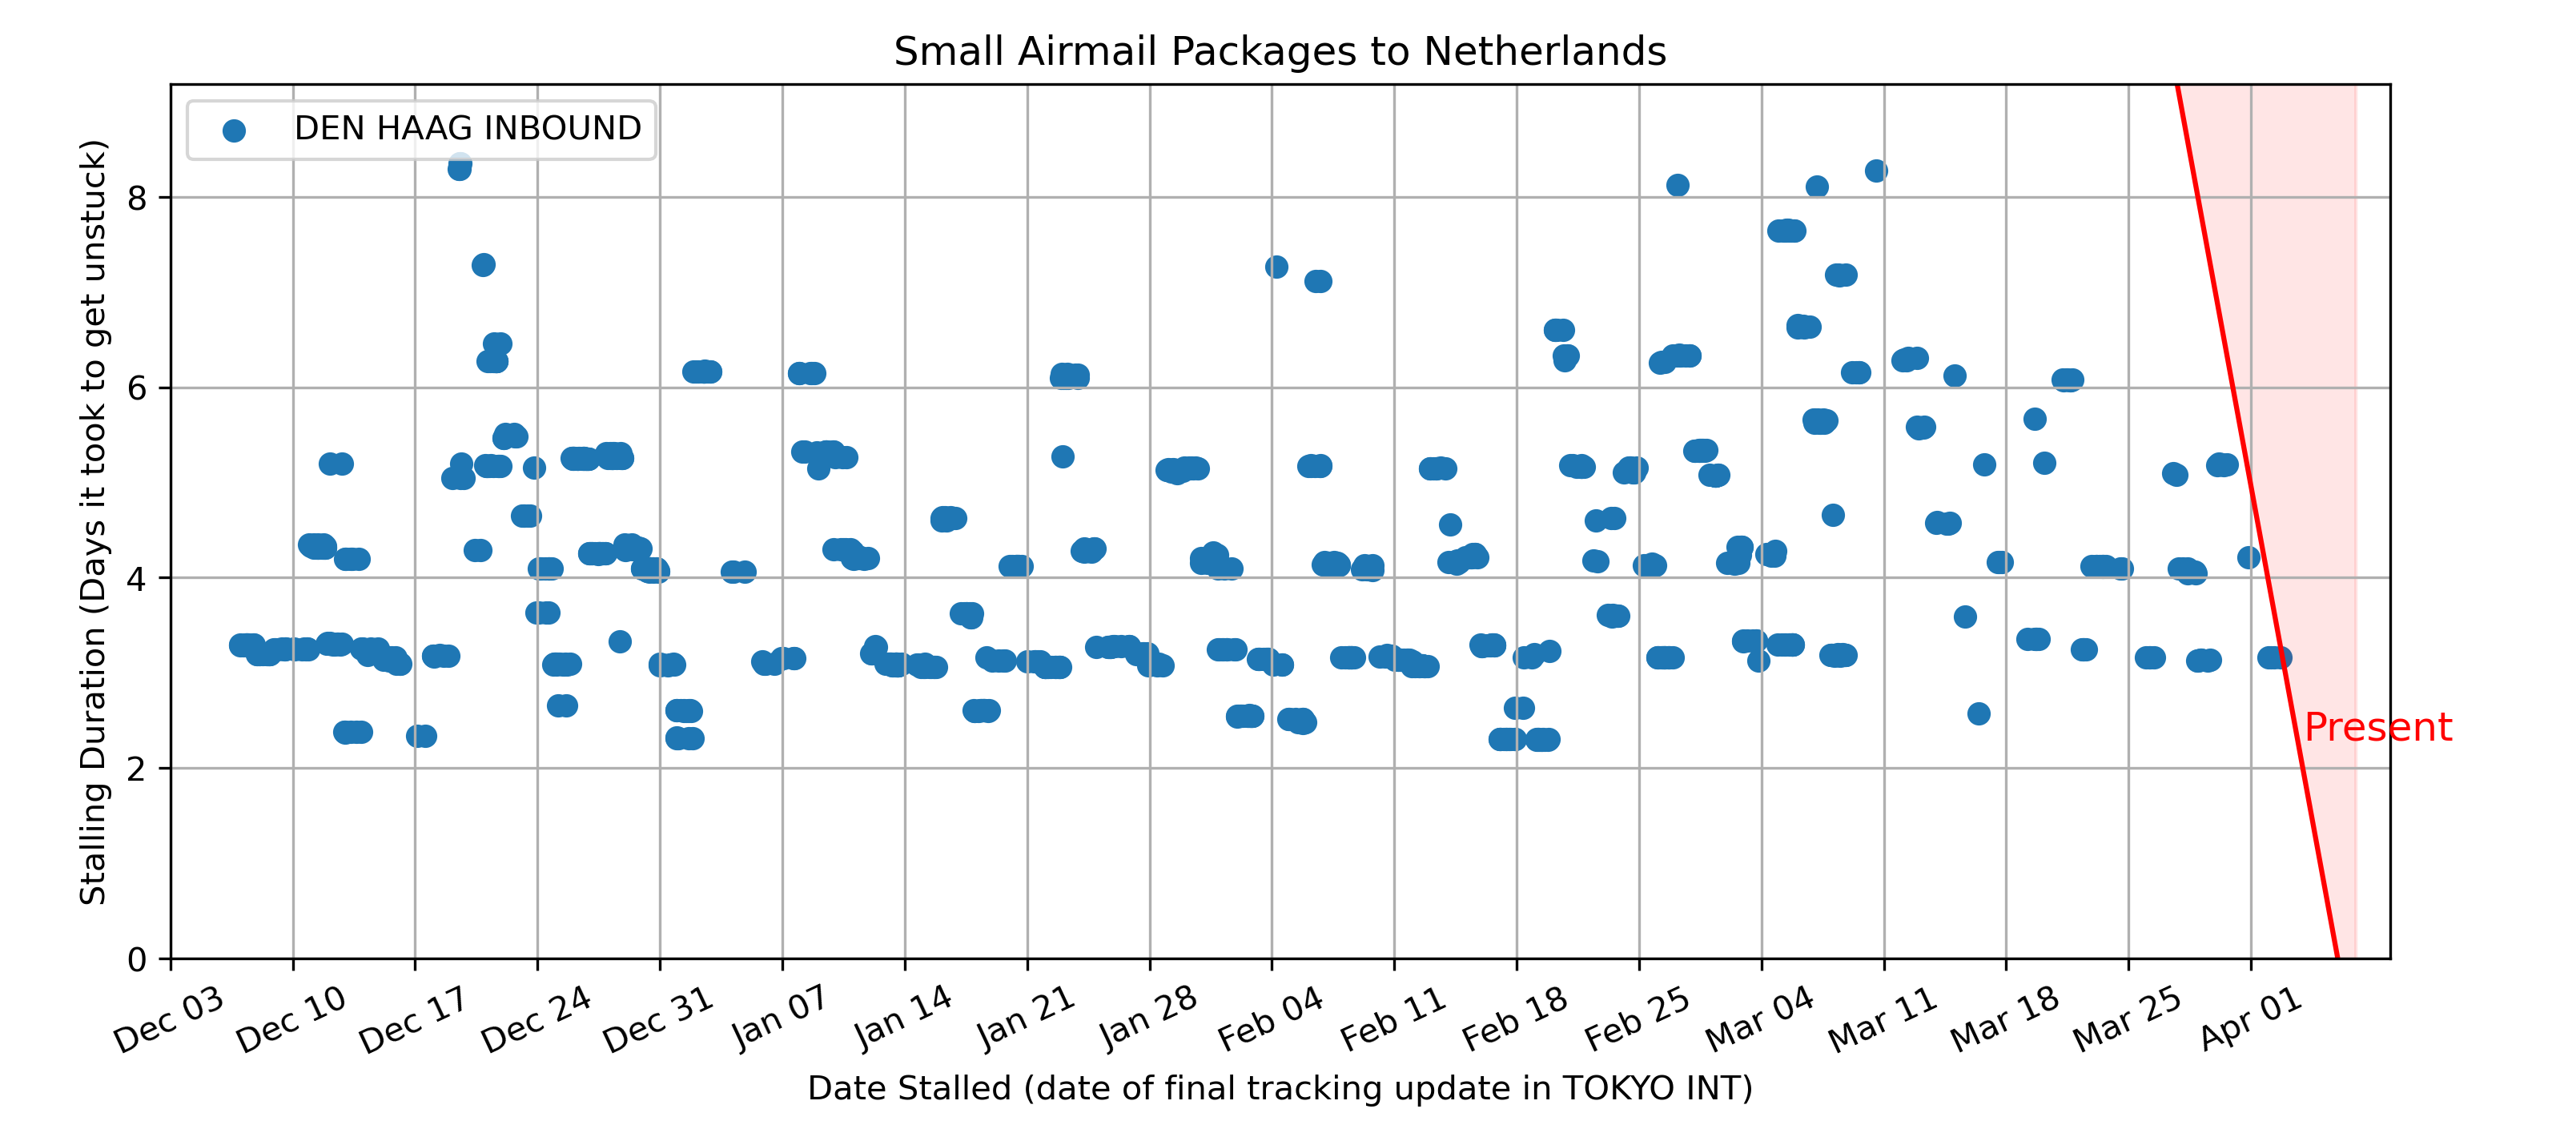 Small Airmail Packages to Netherlands
DEN HAAG INBOUND
Stalling Duration (Days it took to get unstuck)
8
6
4
2
0
Present
Dec 03
Dec 10
Dec 17
Dec 24
Dec 31
Jan 07
Jan 14
Jan 21
Jan 28
Feb 04
Feb 11
Feb 18
Feb 25
Mar 04
Mar 11
Mar 18
Mar 25
Apr 01
Date Stalled (date of final tracking update in TOKYO INT)